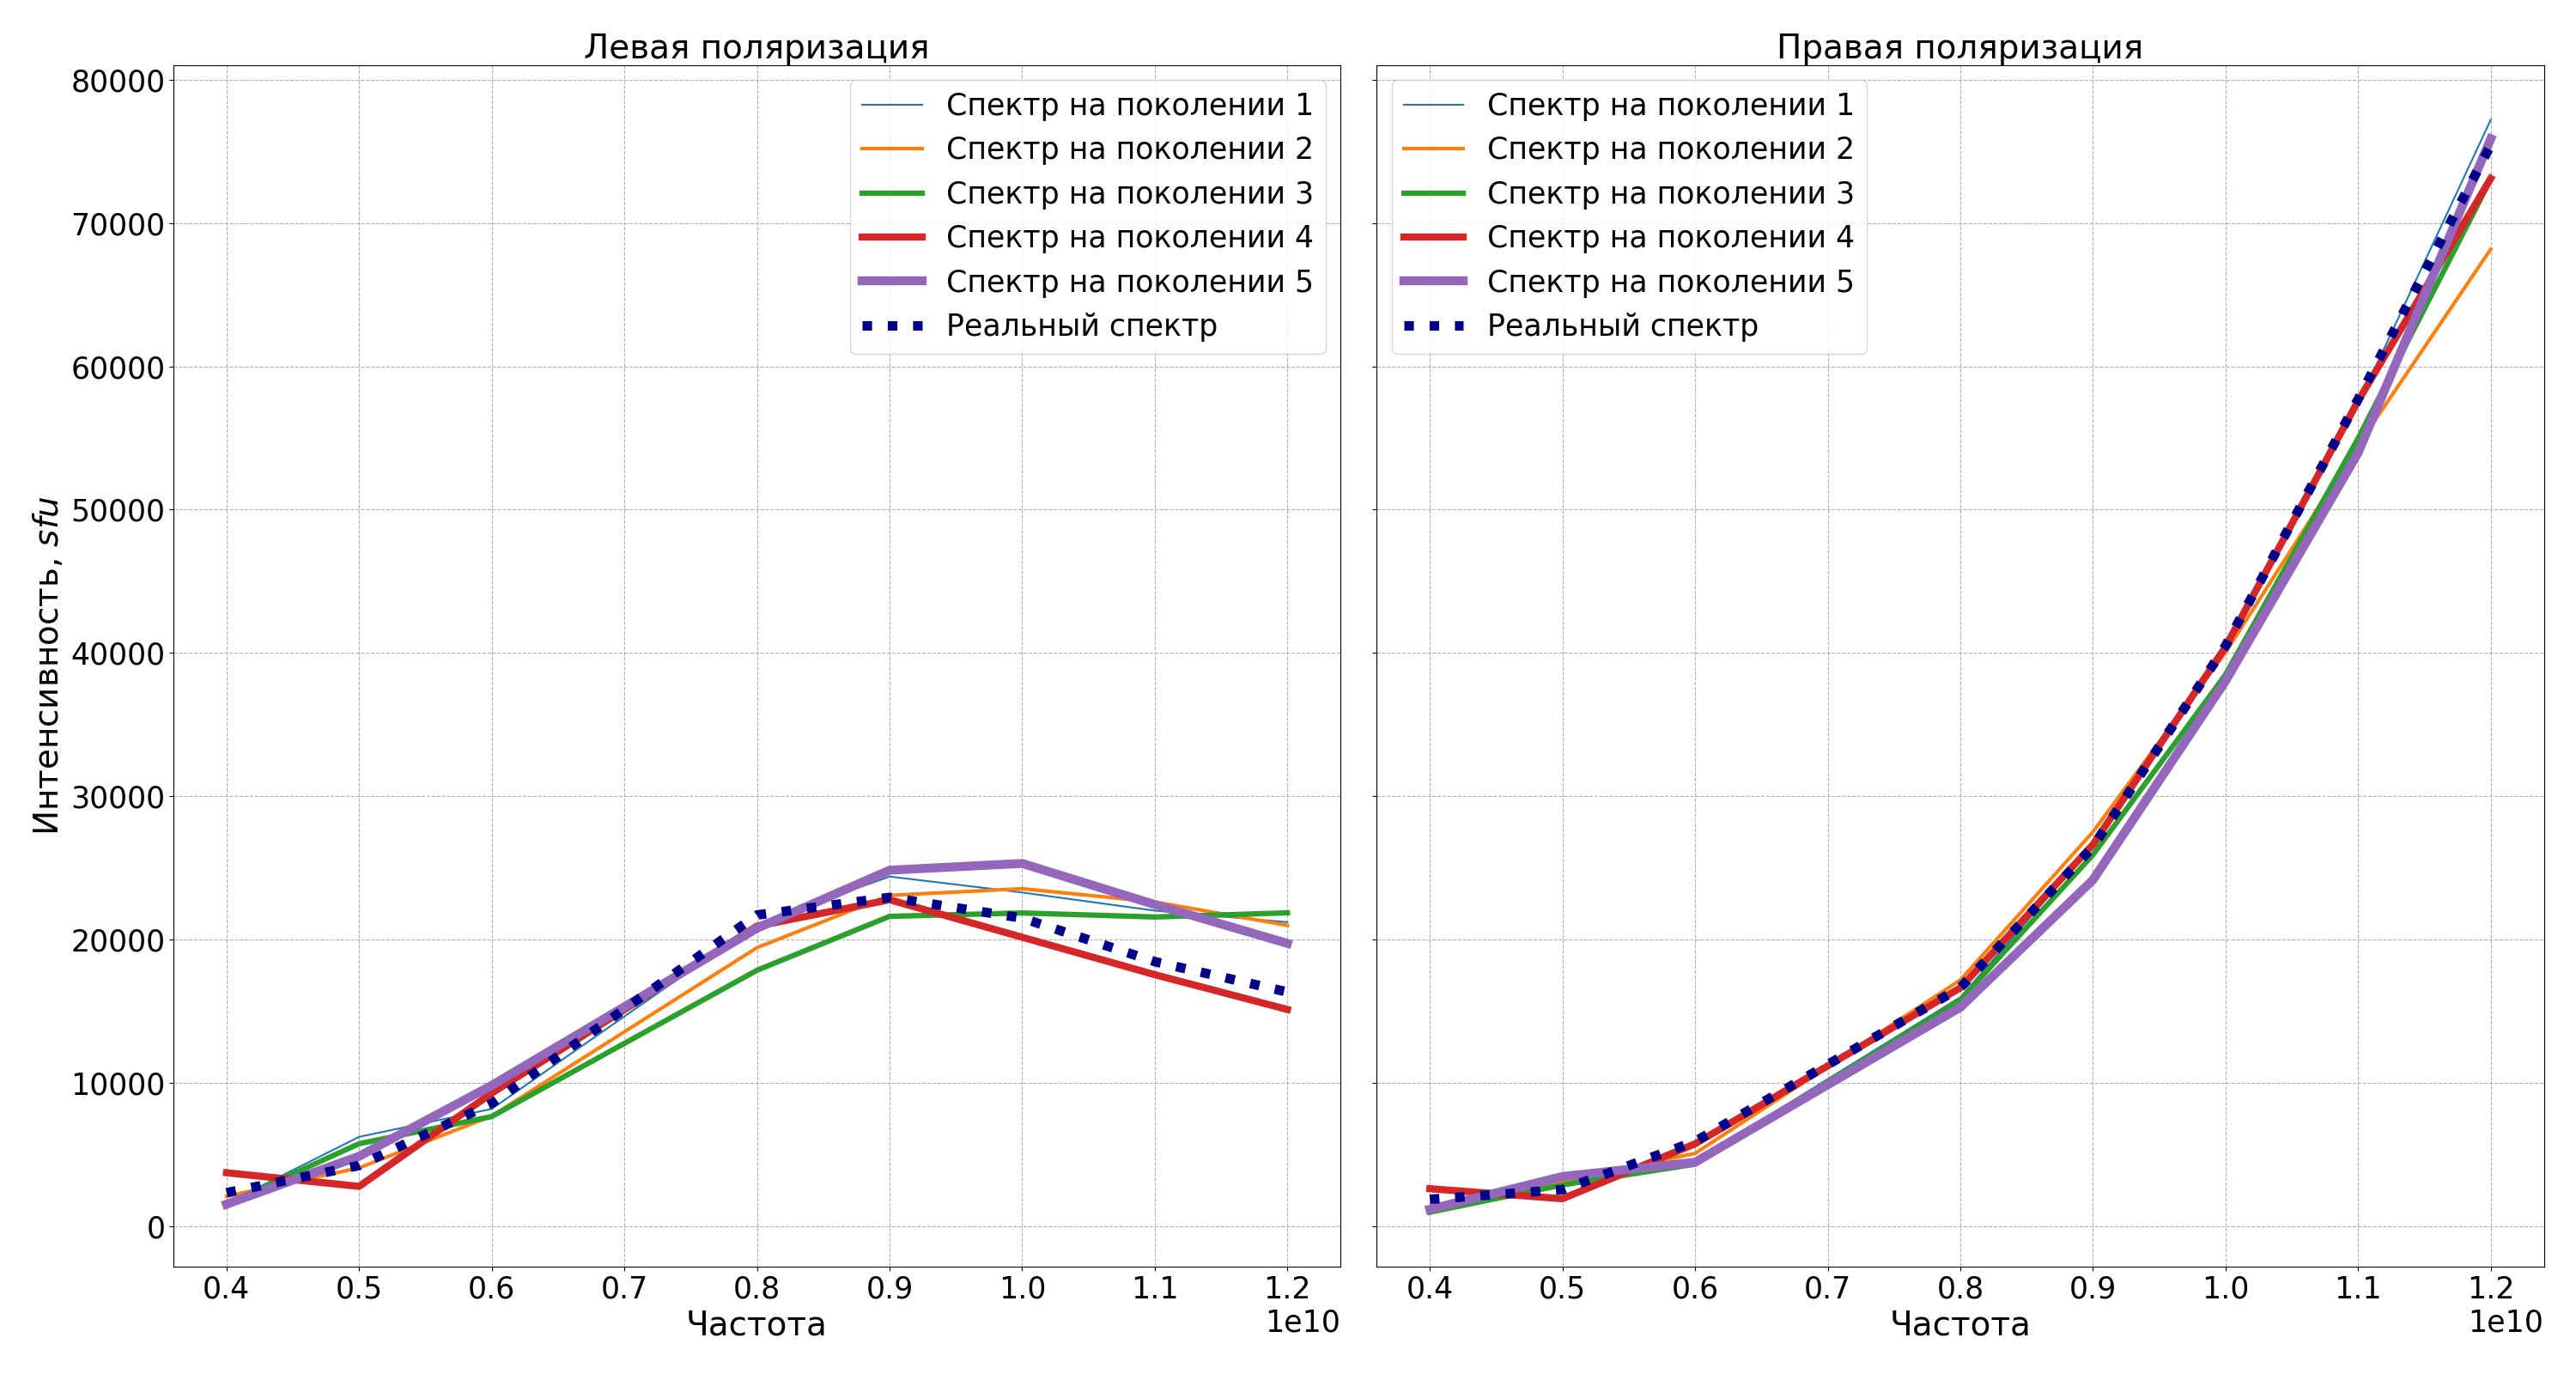 Левая поляризация
Правая поляризация
Интенсивность, sfu
80000
70000
60000
50000
40000
30000
20000
10000
0
Спектр на поколении 1
Спектр на поколении 2
Спектр на поколении 3
Спектр на поколении 4
Спектр на поколении 5
Реальный спектр
0.4 0.5 0.6 0.7 0.8 0.9 1.0 1.1 1.2
1e10
Частота
Спектр на поколении 1
Спектр на поколении 2
Спектр на поколении 3
Спектр на поколении 4
Спектр на поколении 5
Реальный спектр
0.4 0.5 0.6 0.7 0.8 0.9 1.0 1.1 1.2
1e10
Частота